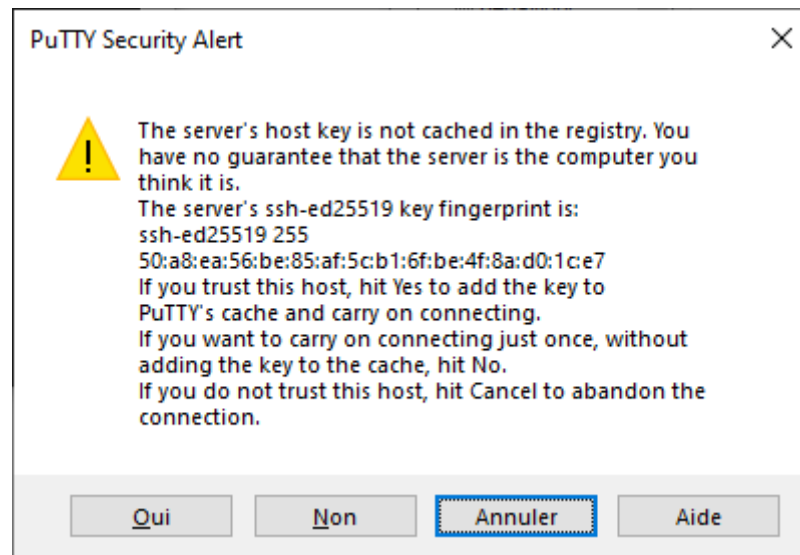 PuTTY Security Alert
The server's host key is not cached in the registry. You
have no guarantee that the server is the computer you
think it is.
The server's ssh-ed25519 key fingerprint is:
ssh-ed25519 255
50:a8:ea:56:be:85:af:5c:b1:6f:be:4f:8a:d0:1c:e7
If you trust this host, hit Yes to add the key to
PuTTY's cache and carry on connecting.
If you want to carry on connecting just once, without
adding the key to the cache, hit No.
If you do not trust this host, hit Cancel to abandon the
connection.
Oui Non Annuler Aide